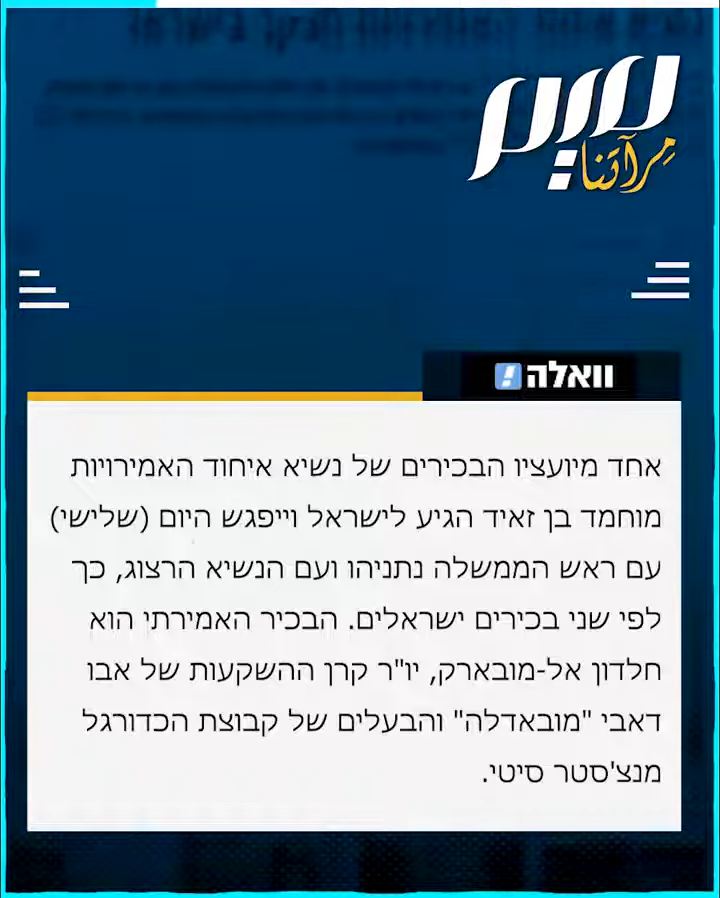 مرآتنا
וואלה!
אחד מיועציו הבכירים של נשיא איחוד האמירויות
מוחמד בן זאיד הגיע לישראל וייפגש היום (שלישי)
עם ראש הממשלה נתניהו ועם הנשיא הרצוג, כך
לפי שני בכירים ישראלים. הבכיר האמירתי הוא
חלדון אל-מובארק, יו"ר קרן ההשקעות של אבו
דאבי "מובאדלה" והבעלים של קבוצת הכדורגל
מנצ'סטר סיטי.